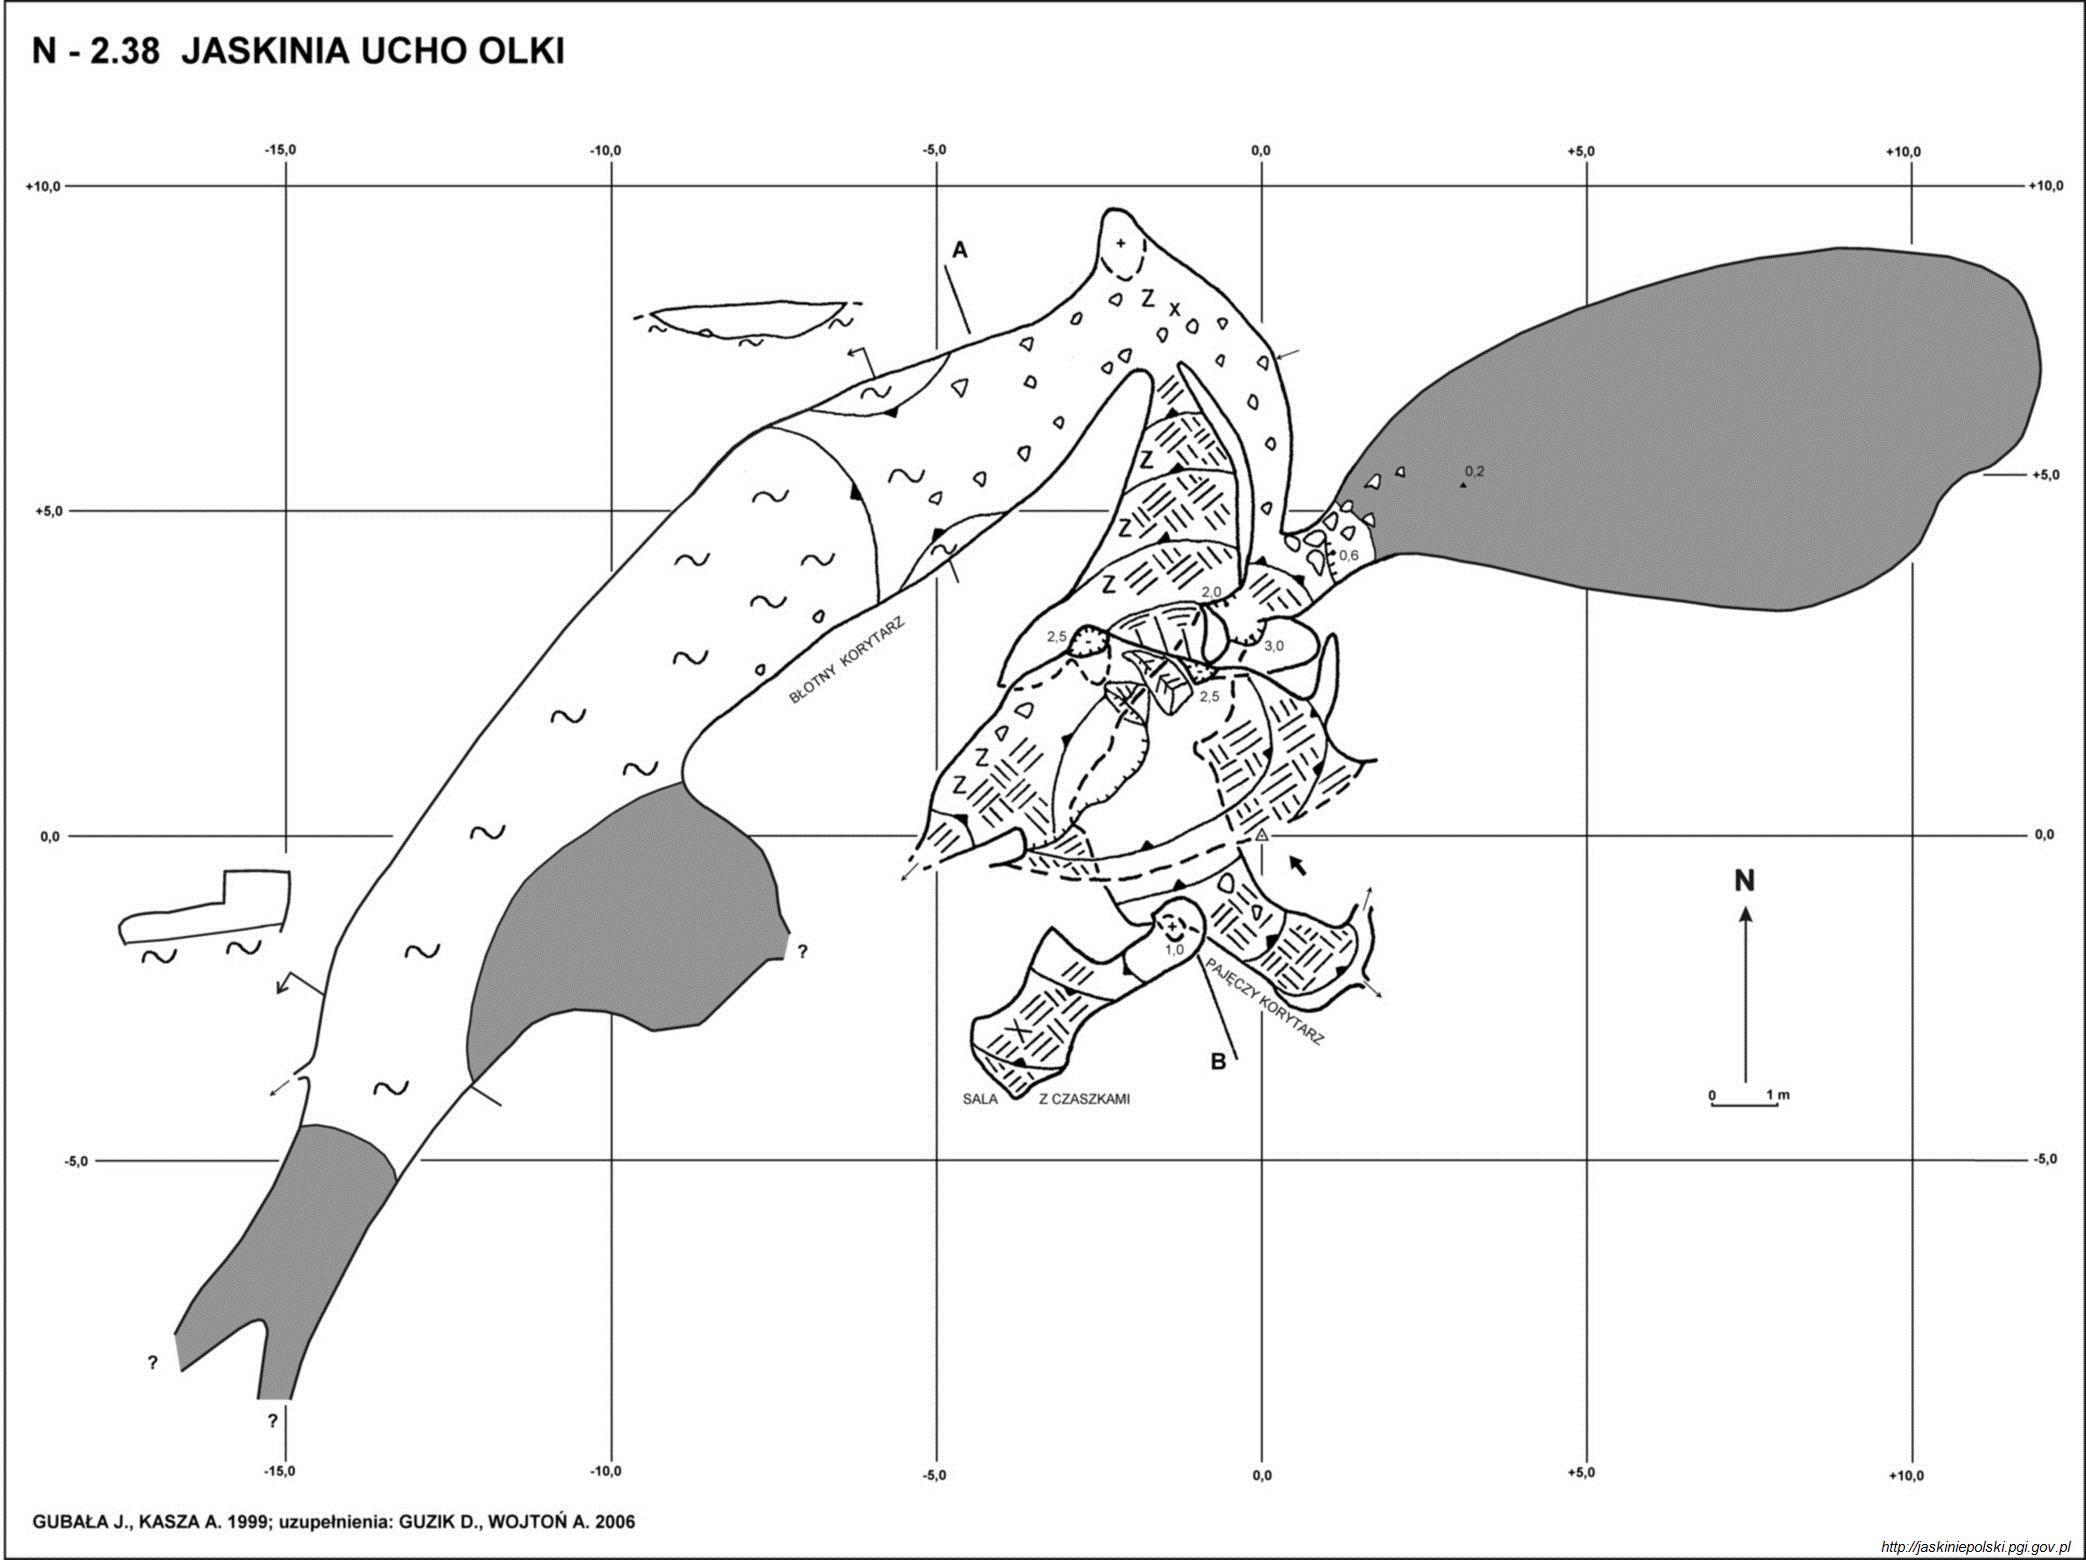 N - 2.38 JASKINIA UCHO OLKI
-15,0 -10,0 -5,0 0,0 +5,0 +10,0
+10,0 +10,0
A
Z
X
Z
+5,0 0,2 +5,0
Z
0,6
Z
2,0
2,5 3,0
BŁOTNY KORYTARZ
2,5
Z
Z
0,0 0,0
N
?
1,0
PAJĘCZY KORYTARZ
B
SALA Z CZASZKAMI
0 1 m
-5,0 -5,0
?
?
-15,0 -10,0 -5,0 0,0 +5,0 +10,0
GUBAŁA J., KASZA A. 1999; uzupełnienia: GUZIK D., WOJTOŃ A. 2006
http://jaskiniepolski.pgi.gov.pl